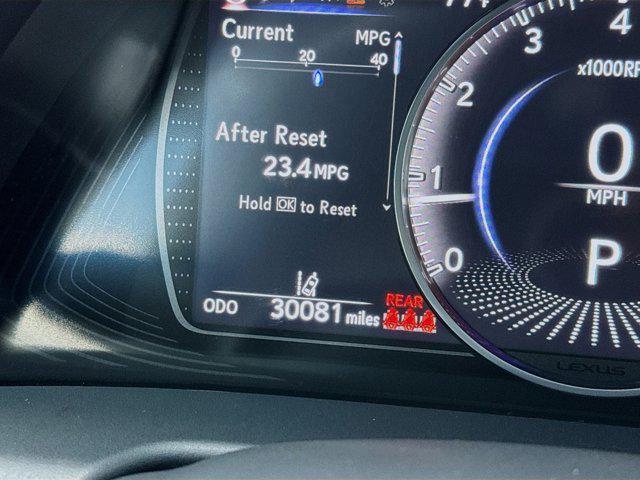 Current MPG
0 20 40
After Reset
23.4 MPG
Hold OK to Reset
ODO 30081 miles
REAR
4
3
x1000RP
2
1
0
0
MPH
P
LEXUS